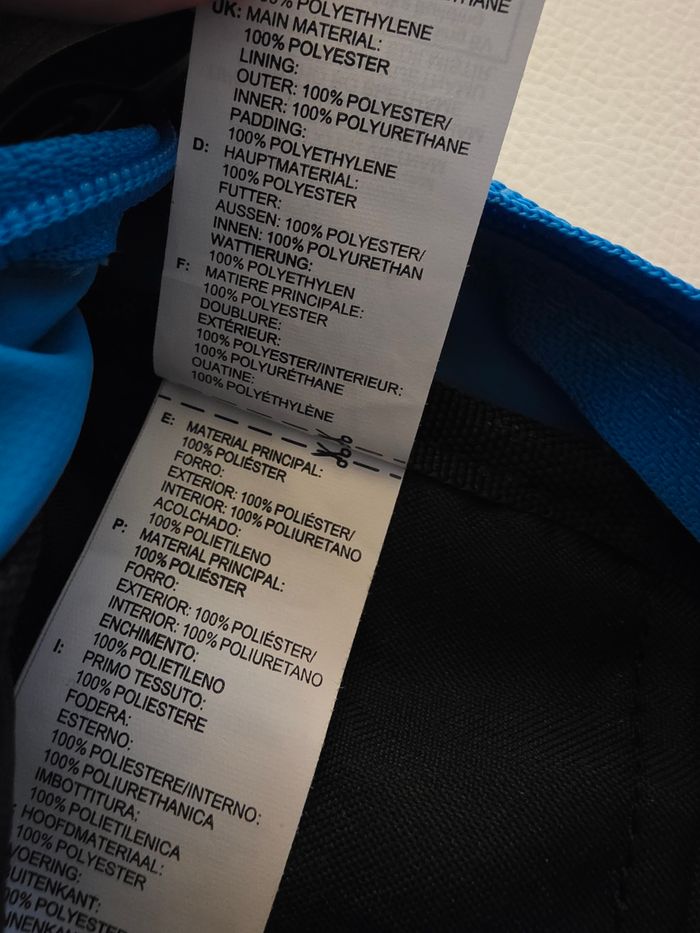 POLYETHYLENE
UK: MAIN MATERIAL:
100% POLYESTER
LINING:
OUTER: 100% POLYESTER/
INNER: 100% POLYURETHANE
PADDING:
100% POLYETHYLENE
D: HAUPTMATERIAL:
100% POLYESTER
FUTTER:
AUSSEN: 100% POLYESTER/
INNEN: 100% POLYURETHAN
WATTIERUNG:
100% POLYETHYLEN
F: MATIERE PRINCIPALE:
100% POLYESTER
DOUBLURE:
EXTÉRIEUR:
100% POLYESTER/INTERIEUR:
100% POLYURÉTHANE
OUATINE:
100% POLYÉTHYLÈNE
E: MATERIAL PRINCIPAL:
100% POLIÉSTER
FORRO:
EXTERIOR: 100% POLIÉSTER/
INTERIOR: 100% POLIURETANO
ACOLCHADO:
100% POLIETILENO
P: MATERIAL PRINCIPAL:
100% POLIÉSTER
FORRO:
EXTERIOR: 100% POLIÉSTER/
INTERIOR: 100% POLIURETANO
ENCHIMENTO:
100% POLIETILENO
I: PRIMO TESSUTO:
100% POLIESTERE
FODERA:
ESTERNO:
100% POLIESTERE/INTERNO:
100% POLIURETHANICA
IMBOTTITURA:
100% POLIETILENICA
HOOFDMATERIAAL:
100% POLYESTER
VOERING:
BUITENKANT:
100% POLYESTER